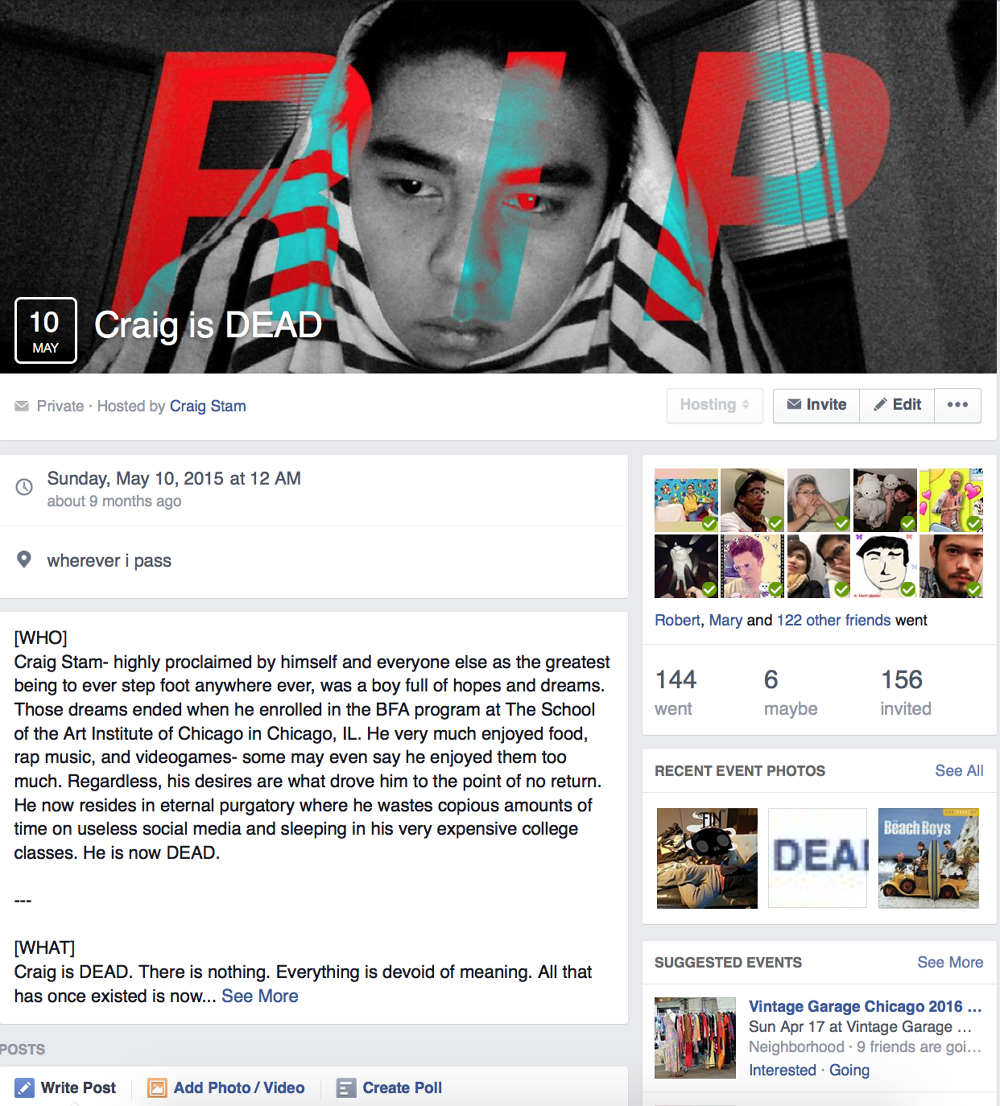 RIP
10
MAY
Craig is DEAD
Private · Hosted by Craig Stam
Hosting
Invite
Edit
Sunday, May 10, 2015 at 12 AM
about 9 months ago
wherever i pass
[WHO]
Craig Stam- highly proclaimed by himself and everyone else as the greatest
being to ever step foot anywhere ever, was a boy full of hopes and dreams.
Those dreams ended when he enrolled in the BFA program at The School
of the Art Institute of Chicago in Chicago, IL. He very much enjoyed food,
rap music, and videogames- some may even say he enjoyed them too
much. Regardless, his desires are what drove him to the point of no return.
He now resides in eternal purgatory where he wastes copious amounts of
time on useless social media and sleeping in his very expensive college
classes. He is now DEAD.
---
[WHAT]
Craig is DEAD. There is nothing. Everything is devoid of meaning. All that
has once existed is now... See More
POSTS
Write Post
Add Photo / Video
Create Poll
Robert, Mary and 122 other friends went
144
went
6
maybe
156
invited
RECENT EVENT PHOTOS
See All
DEAD
Beach Boys
SUGGESTED EVENTS
See More
Vintage Garage Chicago 2016 ...
Sun Apr 17 at Vintage Garage ...
Neighborhood · 9 friends are goi...
Interested · Going